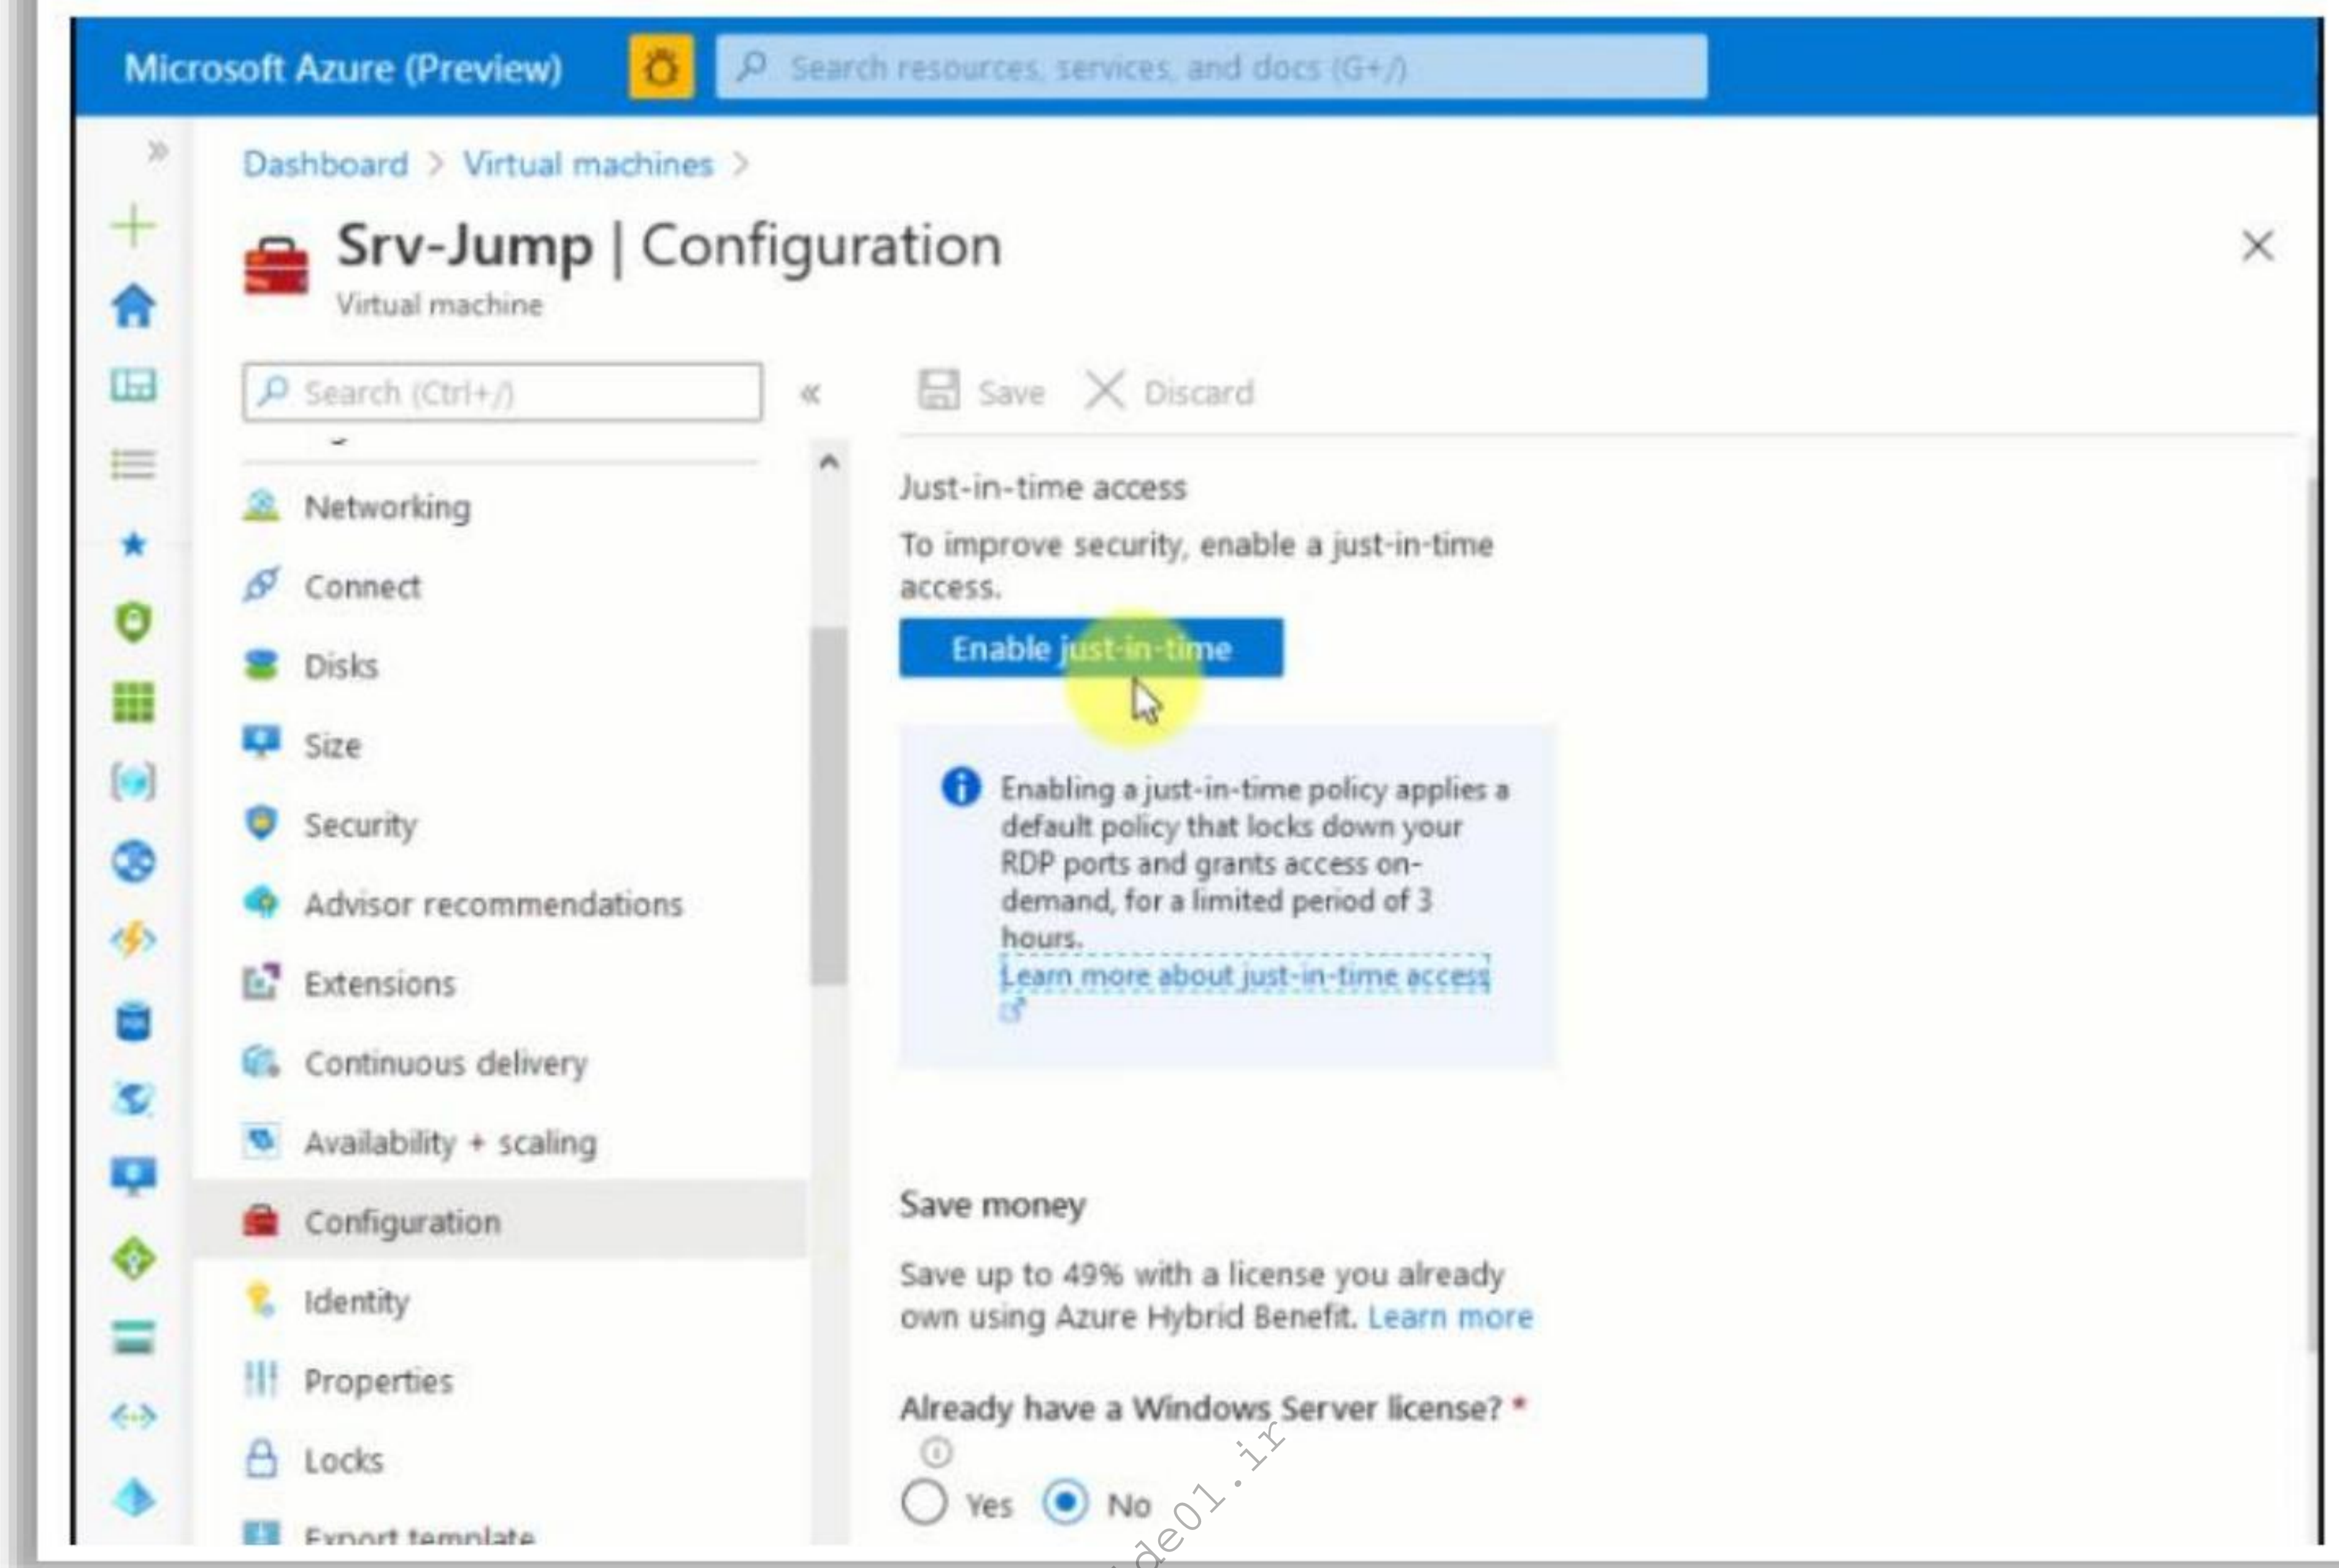 Microsoft Azure (Preview)
Search resources, services, and docs (G+/)
Dashboard > Virtual machines >
Srv-Jump | Configuration
Virtual machine
Search (Ctrl+/)
«
Save
Discard
Networking
Connect
Disks
Size
Security
Advisor recommendations
Extensions
Continuous delivery
Availability + scaling
Configuration
Identity
Properties
Locks
Export template
Just-in-time access
To improve security, enable a just-in-time
access.
Enable just-in-time
Enabling a just-in-time policy applies a
default policy that locks down your
RDP ports and grants access on-
demand, for a limited period of 3
hours.
Learn more about just-in-time access
Save money
Save up to 49% with a license you already
own using Azure Hybrid Benefit. Learn more
Already have a Windows Server license? *
Yes
No
ide01.ir